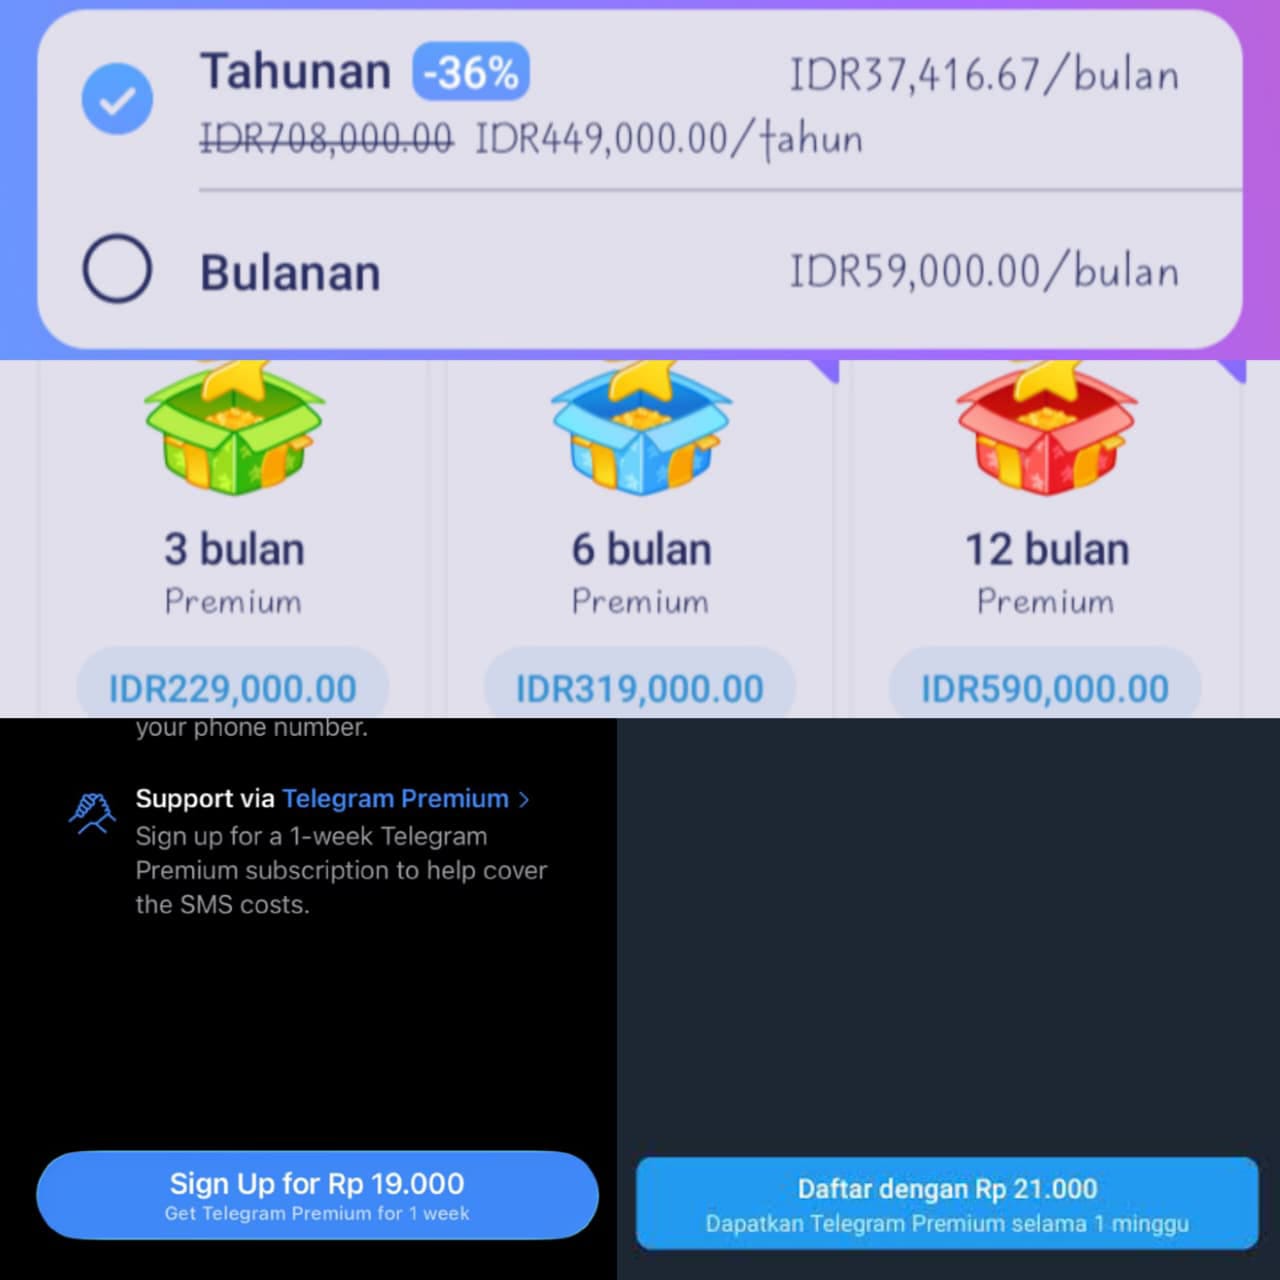 Tahunan -36% IDR37,416.67/bulan
IDR708,000.00 IDR449,000.00/tahun
Bulanan IDR59,000.00/bulan
3 bulan 6 bulan 12 bulan
Premium Premium Premium
IDR229,000.00 IDR319,000.00 IDR590,000.00
your phone number.
Support via Telegram Premium >
Sign up for a 1-week Telegram
Premium subscription to help cover
the SMS costs.
Sign Up for Rp 19.000
Get Telegram Premium for 1 week
Daftar dengan Rp 21.000
Dapatkan Telegram Premium selama 1 minggu